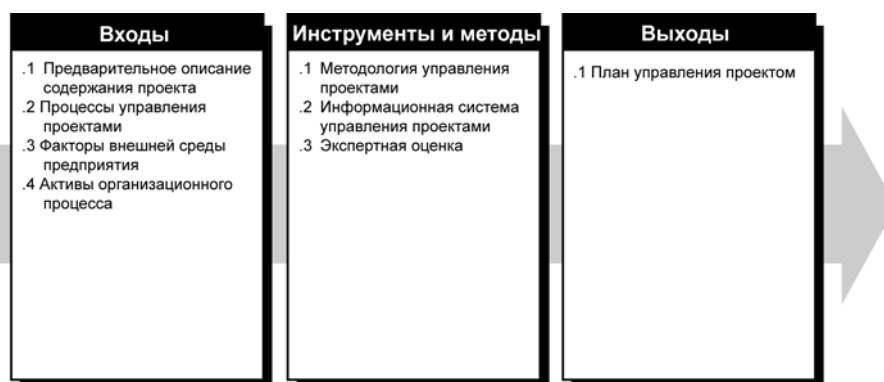 Входы
.1 Предварительное описание
содержания проекта
.2 Процессы управления
проектами
.3 Факторы внешней среды
предприятия
.4 Активы организационного
процесса
Инструменты и методы
.1 Методология управления
проектами
.2 Информационная система
управления проектами
.3 Экспертная оценка
Выходы
.1 План управления проектом